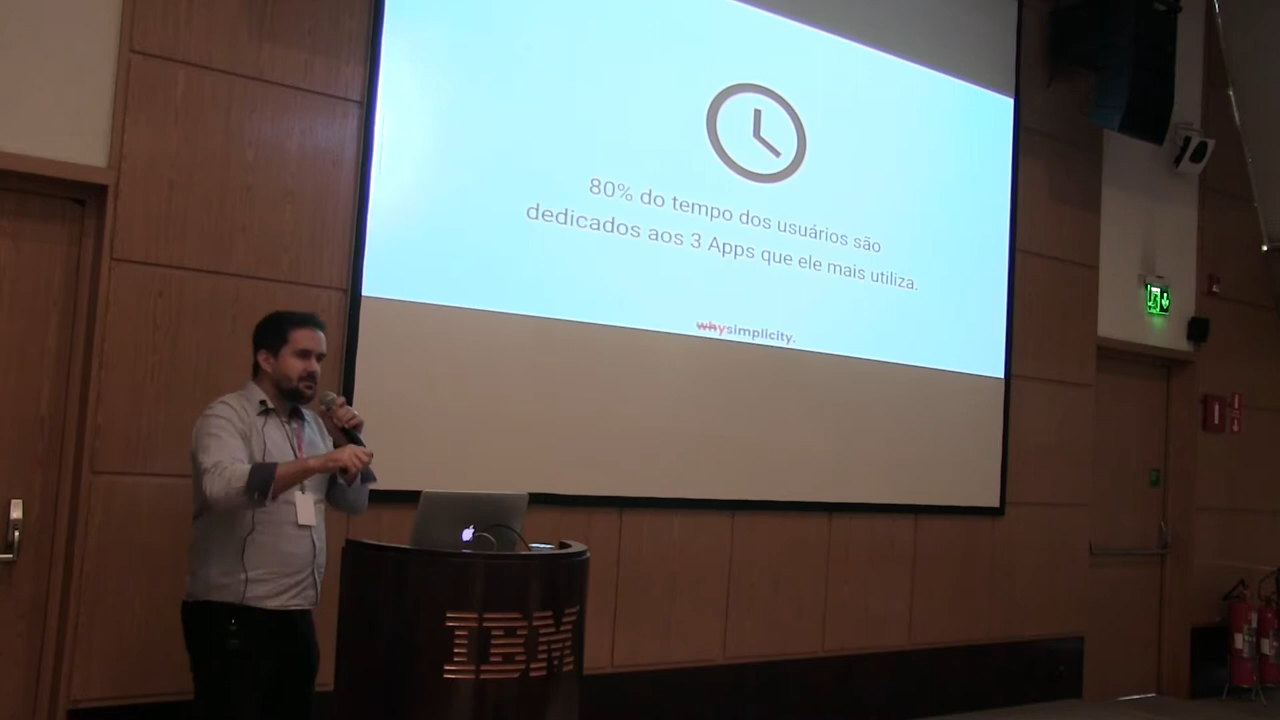 80% do tempo dos usuários são
dedicados aos 3 Apps que ele mais utiliza.
whysimplicity.
IBM